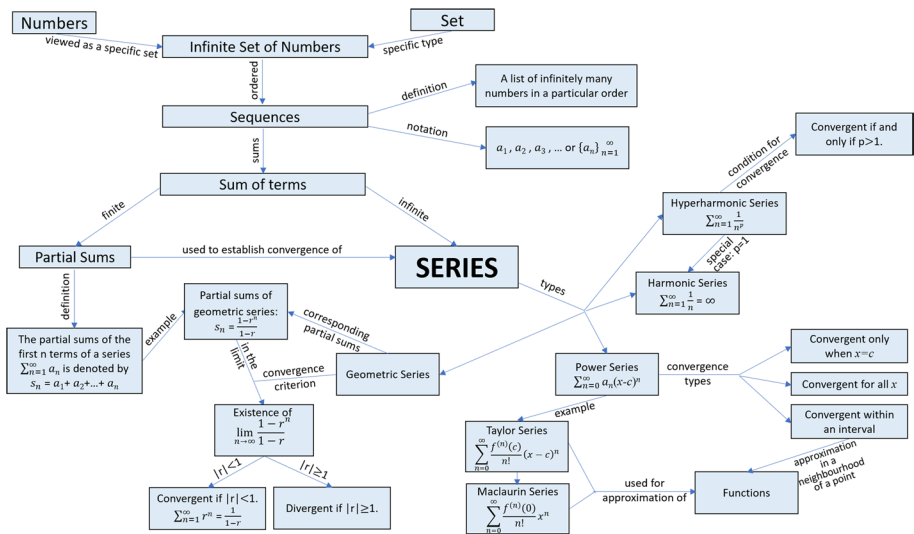 Numbers
Set
viewed as a specific set
specific type
Infinite Set of Numbers
ordered
definition
A list of infinitely many
numbers in a particular order
Sequences
notation
a₁ , a₂ , a₃ , ... or {aₙ} ∞ n=1
Convergent if and
only if p>1.
condition for
convergence
sums
Sum of terms
finite
infinite
Hyperharmonic Series
∑∞n=1 1/nᵖ
special
case: p=1
Partial Sums
used to establish convergence of
SERIES
types
Harmonic Series
∑∞n=1 1/n = ∞
definition
Partial sums of
geometric series:
sₙ = 1−rⁿ/1−r
corresponding
partial sums
example
The partial sums of the
first n terms of a series
∑∞n=1 aₙ is denoted by
sₙ = a₁+ a₂+...+ aₙ
in the
limit
convergence
criterion
Geometric Series
Power Series
∑∞n=0 aₙ(x-c)ⁿ
convergence
types
Convergent only
when x=c
Convergent for all x
Convergent within
an interval
example
Existence of
lim n→∞ 1 − rⁿ/1 − r
Taylor Series
∑∞n=0 f⁽ⁿ⁾(c)/n! (x − c)ⁿ
approximation
in a
neighbourhood
of a point
|r|<1
|r|≥1
Convergent if |r|<1.
∑∞n=1 rⁿ = 1/1−r
Divergent if |r|≥1.
Maclaurin Series
∑∞n=0 f⁽ⁿ⁾(0)/n! xⁿ
used for
approximation of
Functions